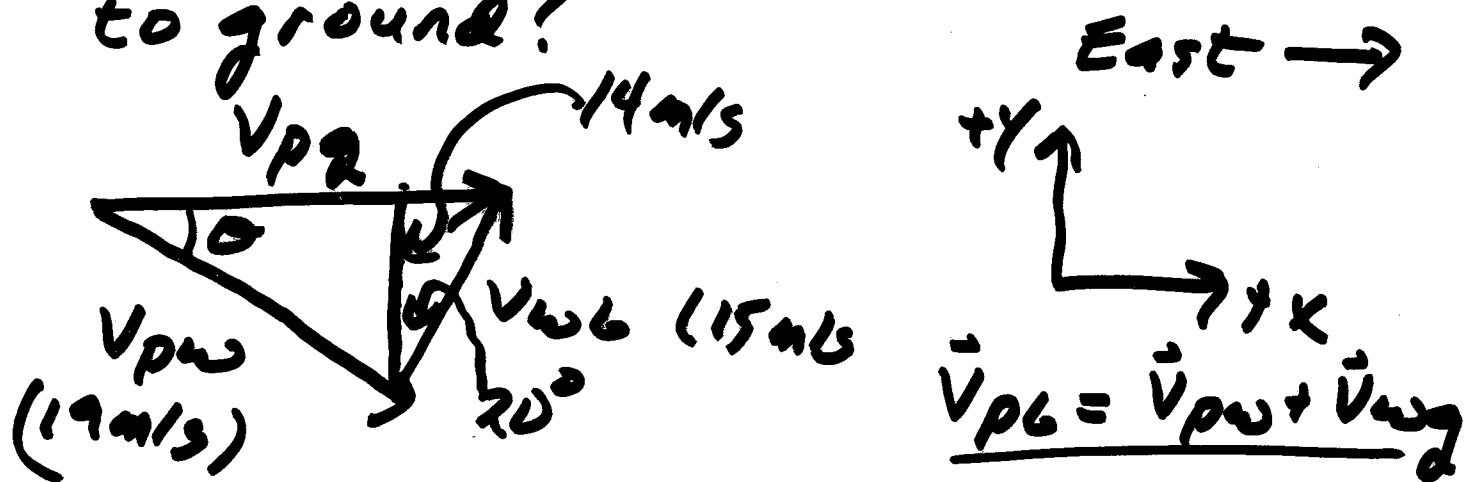 to ground?
East
14 m/s
Vpg
+Y
θ
VwG (15 m/s
+X
Vpw
(19 m/s)
20°
V⃗pG = V⃗pw + V⃗wg